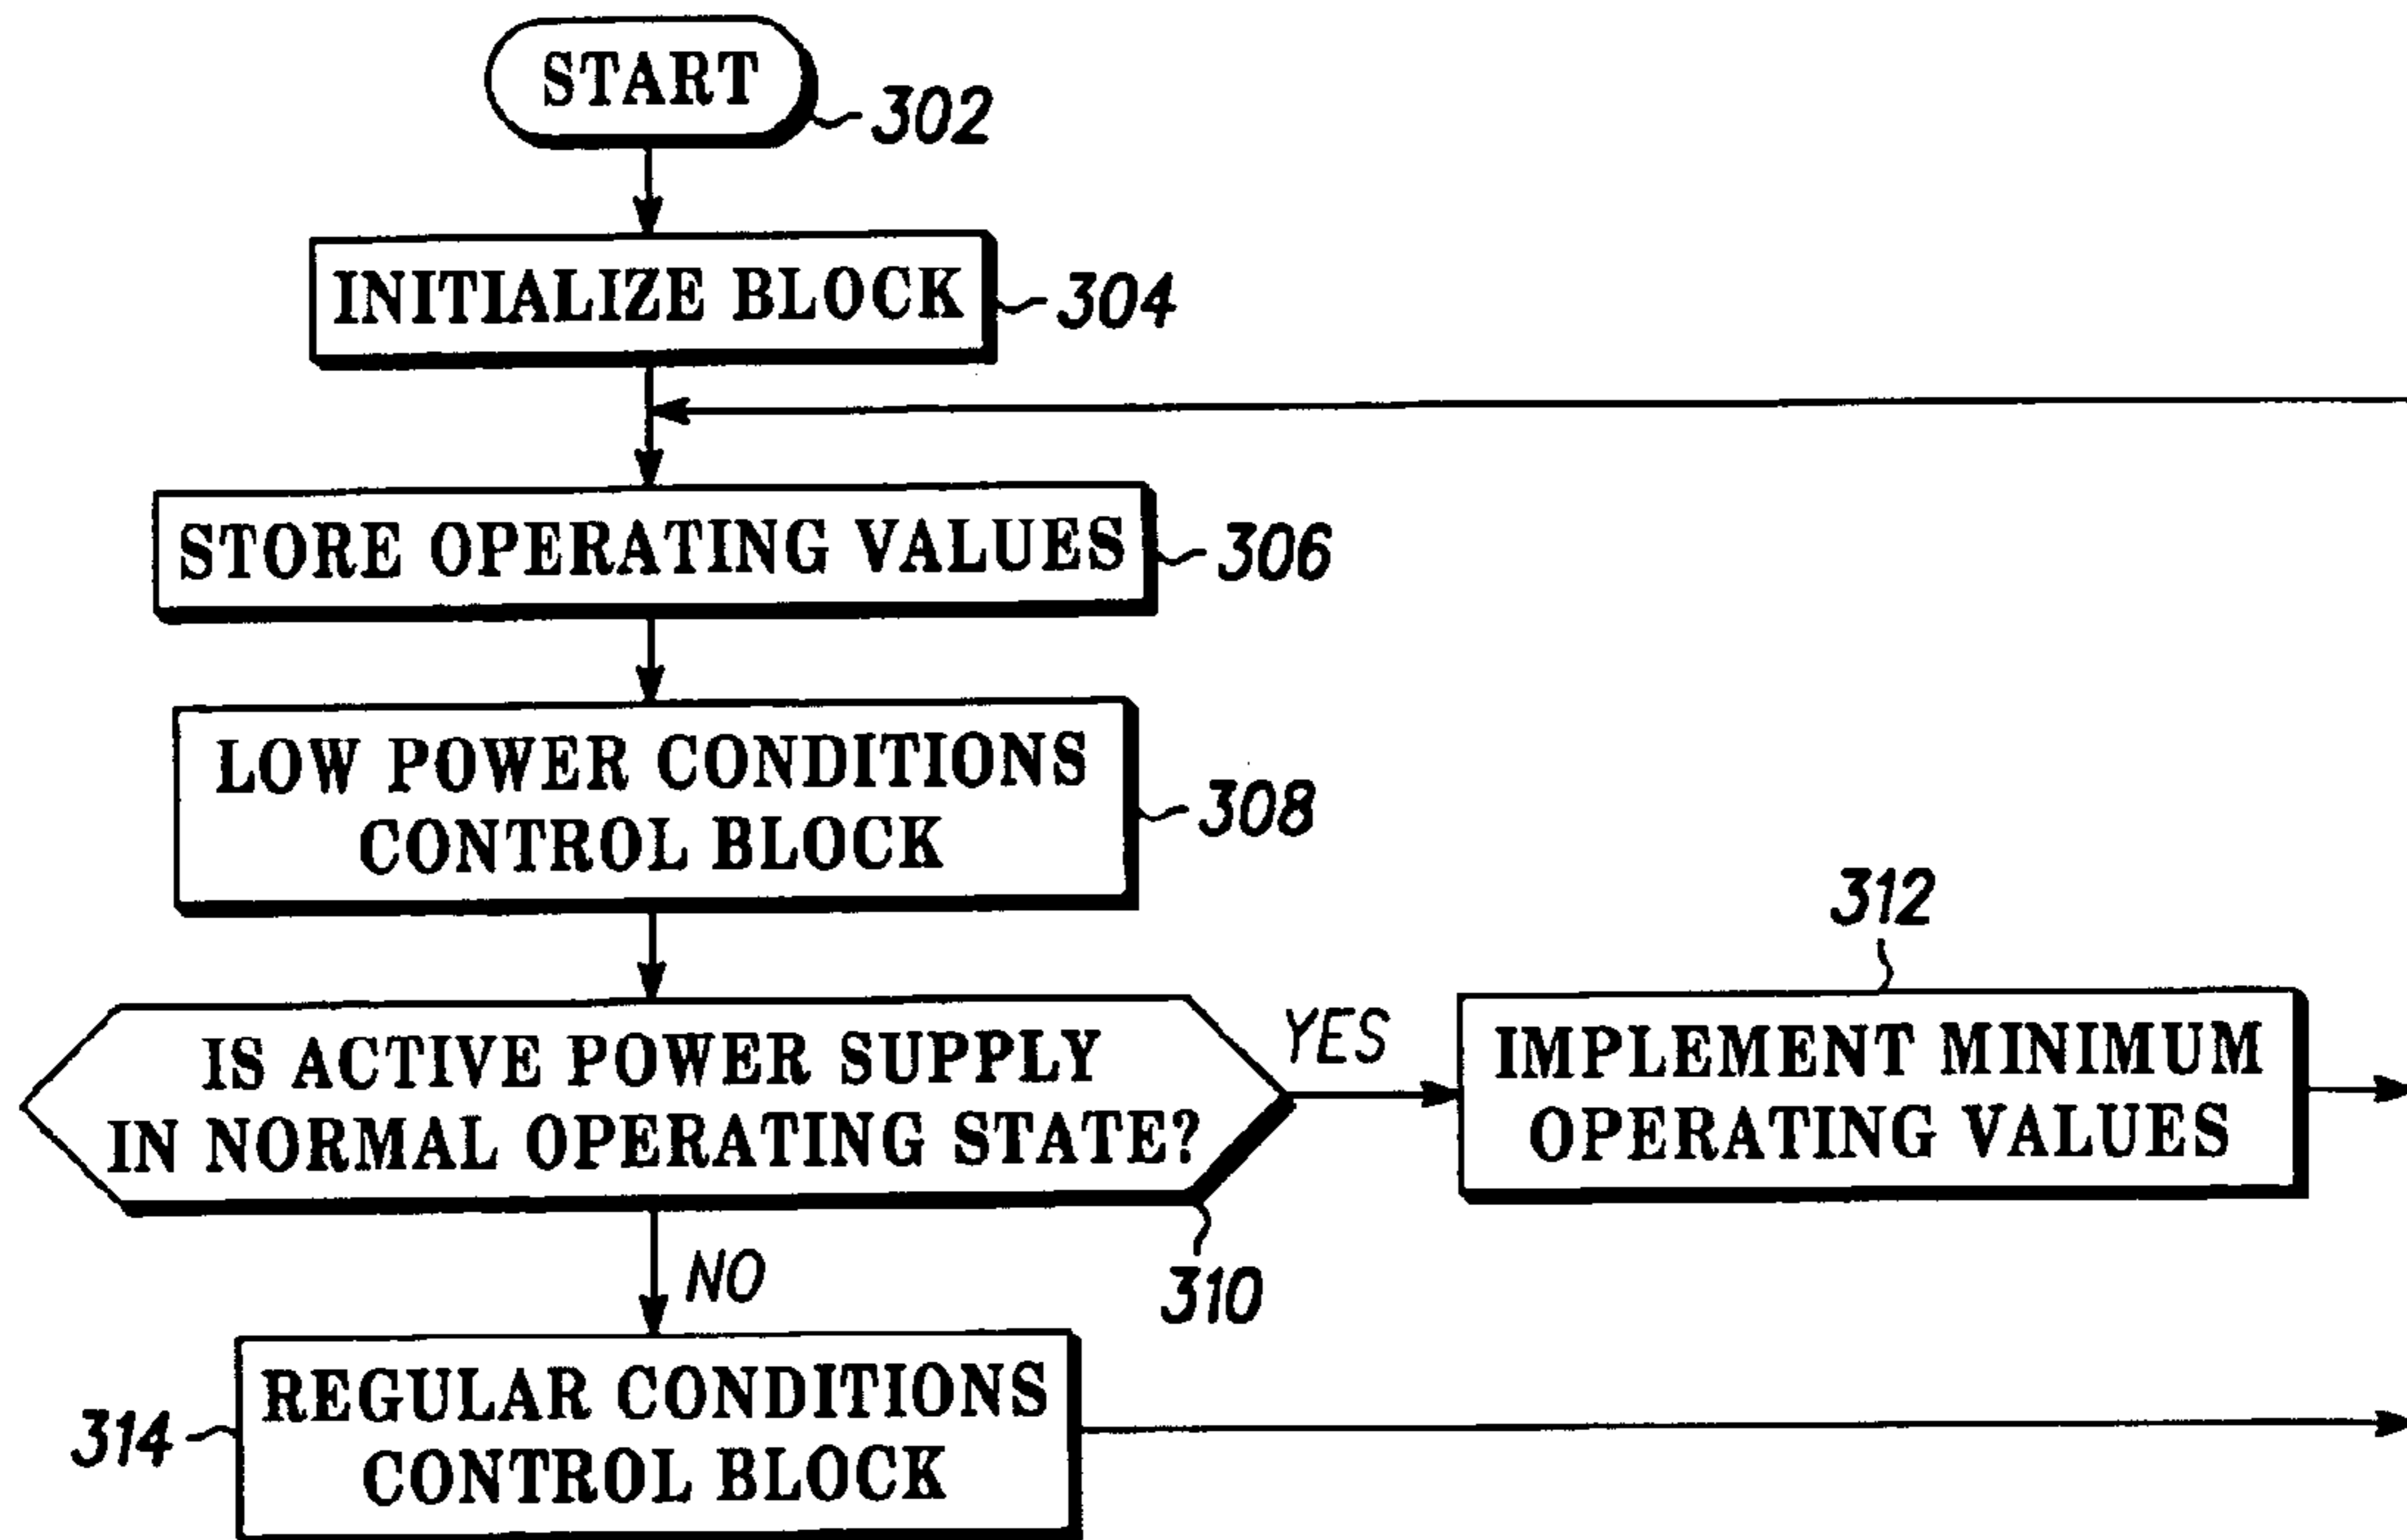 START
302
INITIALIZE BLOCK
304
STORE OPERATING VALUES
306
LOW POWER CONDITIONS
CONTROL BLOCK
308
IS ACTIVE POWER SUPPLY
IN NORMAL OPERATING STATE?
310
YES
312
IMPLEMENT MINIMUM
OPERATING VALUES
NO
314
REGULAR CONDITIONS
CONTROL BLOCK